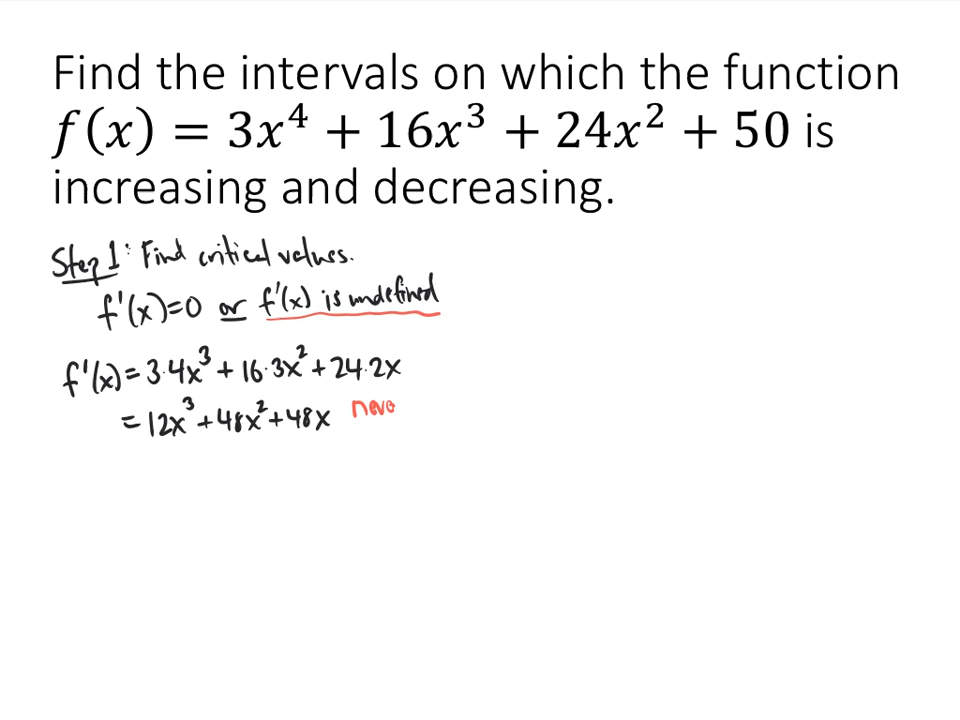 Find the intervals on which the function
f(x) = 3x⁴ + 16x³ + 24x² + 50 is
increasing and decreasing.
Step 1: Find critical values.
f'(x)=0 or f'(x) is undefined
f'(x) = 3·4x³ + 16·3x² + 24·2x
= 12x³ + 48x² + 48x neve